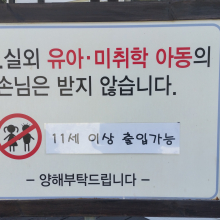 실외 유아·미취학 아동의
손님은 받지 않습니다.
11세 이상 출입가능
– 양해부탁드립니다 –